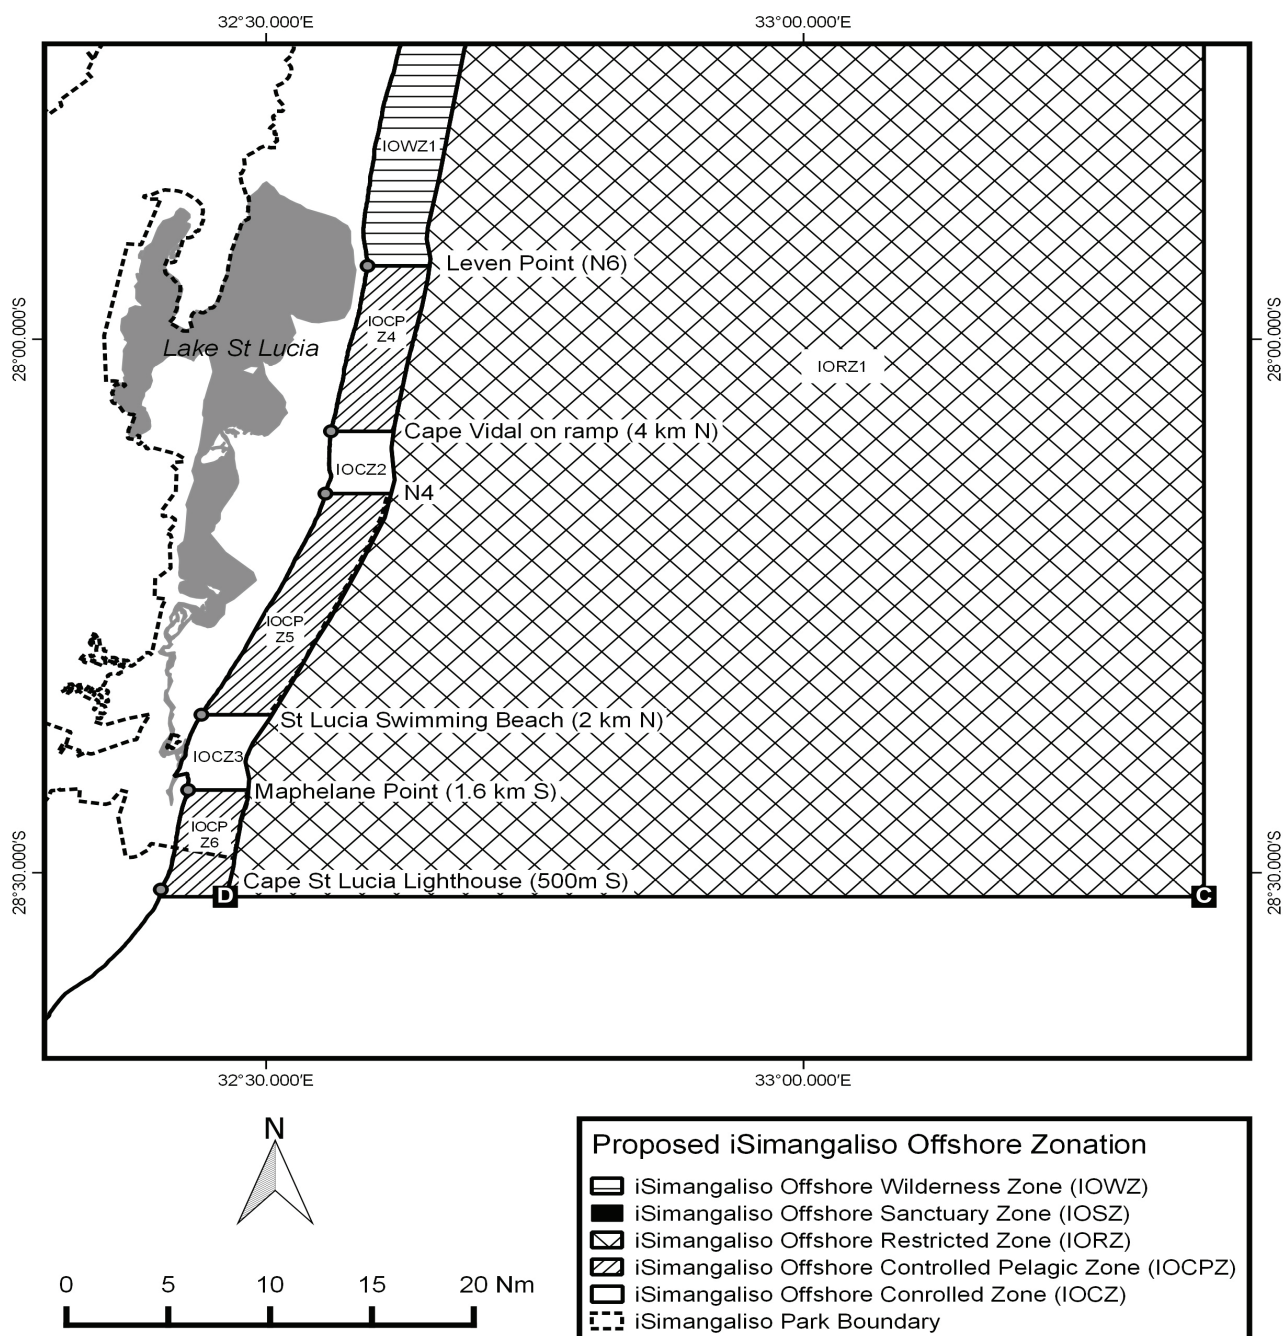 32°30.000'E
33°00.000'E
IOWZ1
Leven Point (N6)
28°00.000'S
28°00.000'S
IOCP
Z4
Lake St Lucia
IORZ1
Cape Vidal on ramp (4 km N)
IOCZ2
N4
IOCP
Z5
St Lucia Swimming Beach (2 km N)
IOCZ3
Maphelane Point (1.6 km S)
IOCP
Z6
28°30.000'S
28°30.000'S
Cape St Lucia Lighthouse (500m S)
D
C
32°30.000'E
33°00.000'E
N
Proposed iSimangaliso Offshore Zonation
iSimangaliso Offshore Wilderness Zone (IOWZ)
iSimangaliso Offshore Sanctuary Zone (IOSZ)
iSimangaliso Offshore Restricted Zone (IORZ)
iSimangaliso Offshore Controlled Pelagic Zone (IOCPZ)
iSimangaliso Offshore Conrolled Zone (IOCZ)
iSimangaliso Park Boundary
0 5 10 15 20 Nm